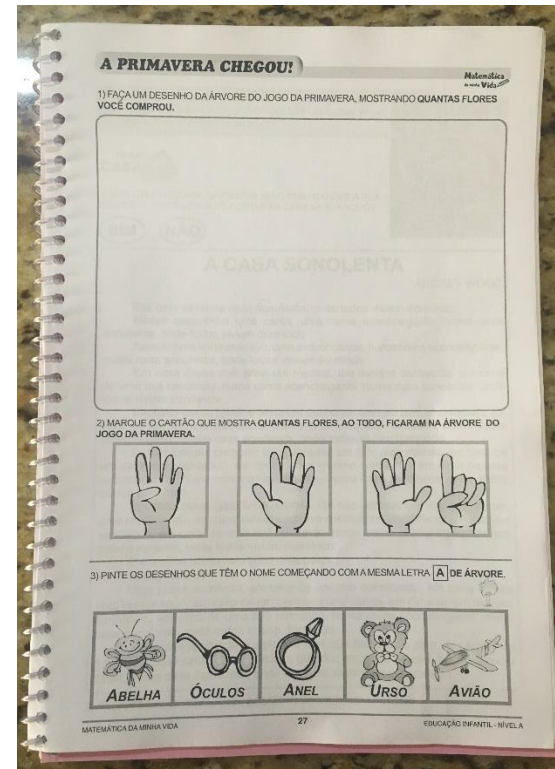 A PRIMAVERA CHEGOU!
Matemática
da minha Vida
1) FAÇA UM DESENHO DA ÁRVORE DO JOGO DA PRIMAVERA, MOSTRANDO QUANTAS FLORES
VOCÊ COMPROU.
A CASA SONOLENTA
2) MARQUE O CARTÃO QUE MOSTRA QUANTAS FLORES, AO TODO, FICARAM NA ÁRVORE DO
JOGO DA PRIMAVERA.
3) PINTE OS DESENHOS QUE TÊM O NOME COMEÇANDO COM A MESMA LETRA A DE ÁRVORE.
ABELHA ÓCULOS ANEL URSO AVIÃO
MATEMÁTICA DA MINHA VIDA 27 EDUCAÇÃO INFANTIL - NÍVEL A